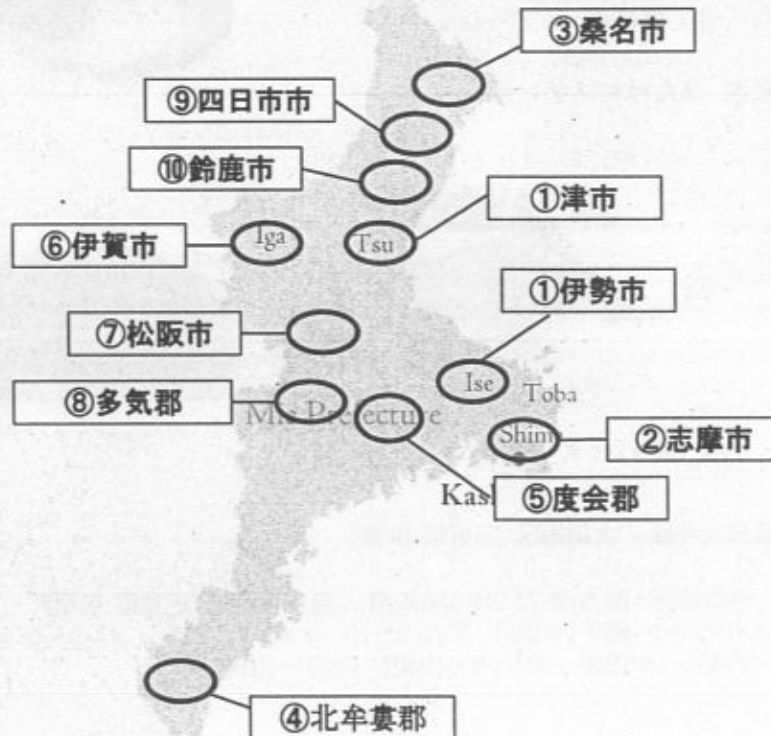 ③桑名市
⑨四日市市
⑩鈴鹿市
①津市
⑥伊賀市
Iga
Tsu
①伊勢市
⑦松阪市
Ise
Toba
⑧多気郡
Mie Prefecture
Shim
②志摩市
Kas
⑤度会郡
④北牟婁郡